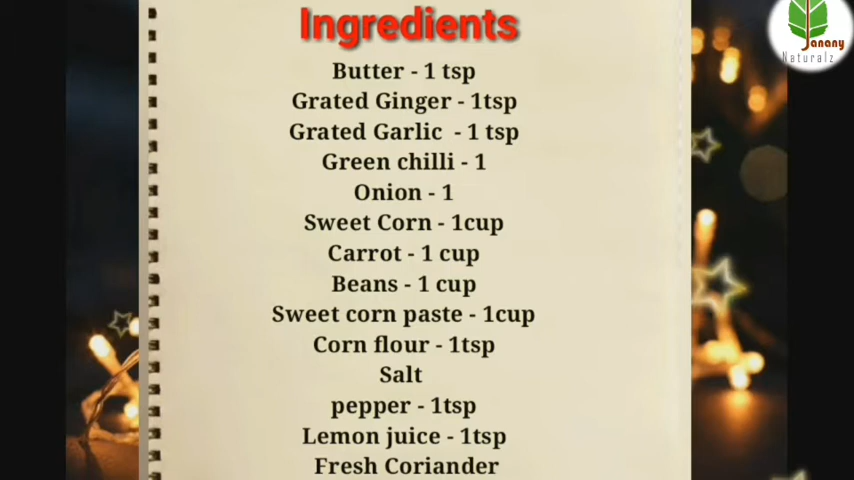 Ingredients
Butter - 1 tsp
Grated Ginger - 1tsp
Grated Garlic - 1 tsp
Green chilli - 1
Onion - 1
Sweet Corn - 1cup
Carrot - 1 cup
Beans - 1 cup
Sweet corn paste - 1cup
Corn flour - 1tsp
Salt
pepper - 1tsp
Lemon juice - 1tsp
Fresh Coriander
Janany
Naturalz